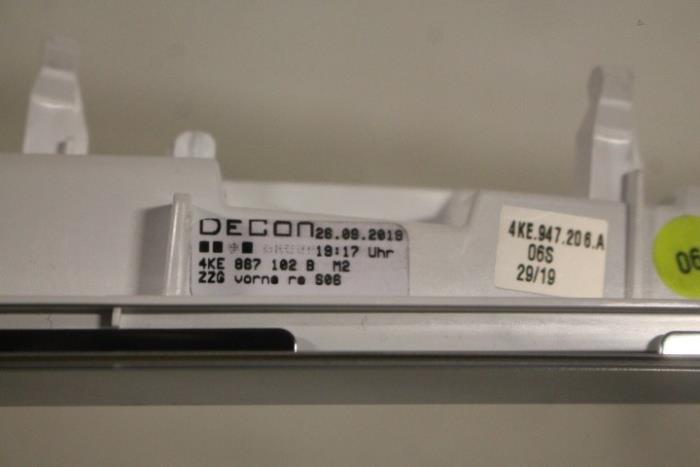 DECON 26.09.2019
19:17 Uhr
4KE 867 102 B M2
ZZG vorne re S06
4KE.947.206.A
06S
29/19
06